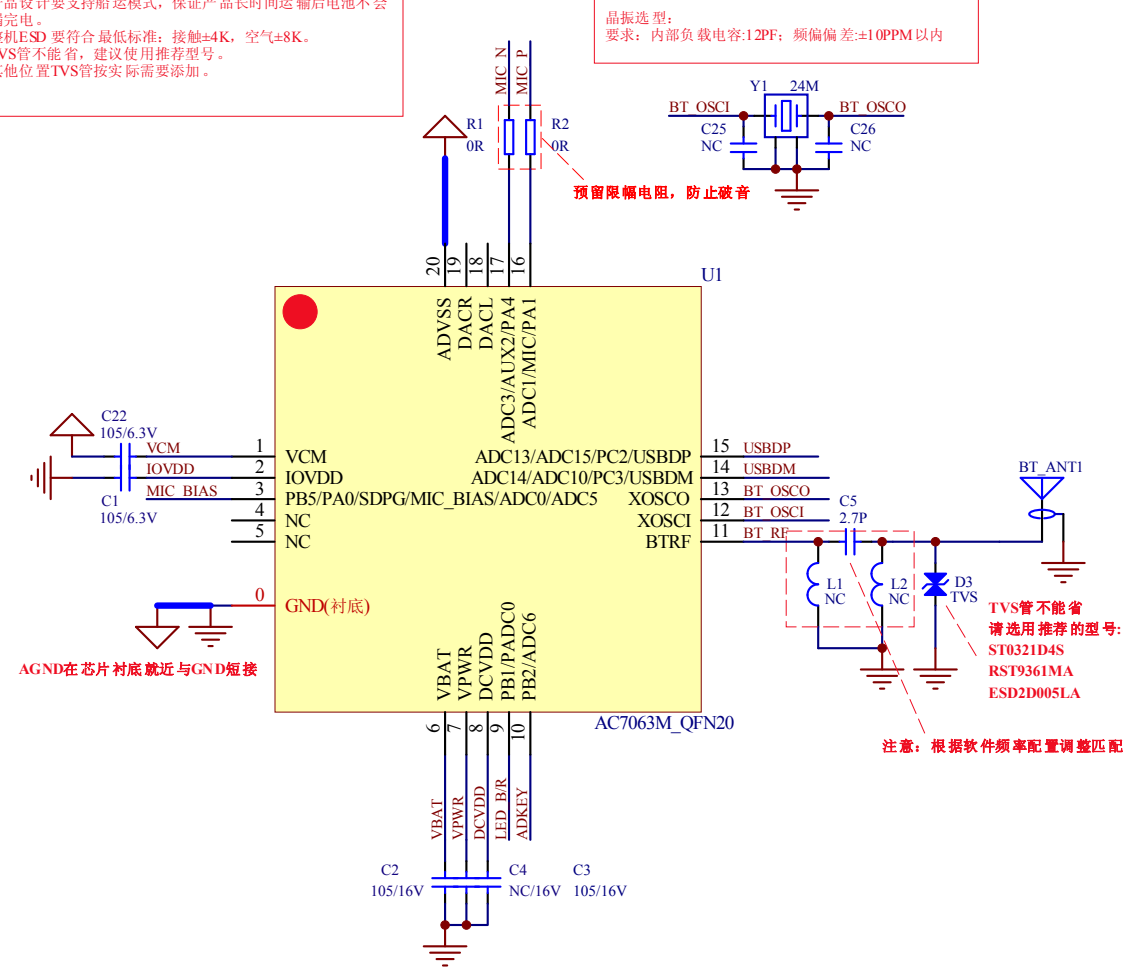 产品设计要支持船运模式，保证产品长时间运输后电池不会
完电。
整机ESD 要符合最低标准：接触±4K，空气±8K。
TVS管不能省，建议使用推荐型号。
其他位置TVS管按实际需要添加。
晶振选型：
要求：内部负载电容:12PF；频偏偏差:±10PPM以内
MIC_N
MIC_P
R1
0R
R2
0R
预留限幅电阻，防止破音
Y1
24M
BT_OSCI
BT_OSCO
C25
NC
C26
NC
U1
20
19
18
17
16
ADVSS
DACR
DACL
ADC3/AUX2/PA4
ADC1/MIC/PA1
C22
105/6.3V
VCM
IOVDD
MIC_BIAS
C1
105/6.3V
1
2
3
4
5
0
VCM
IOVDD
PB5/PA0/SDPG/MIC_BIAS/ADC0/ADC5
NC
NC
GND(衬底)
AGND在芯片衬底就近与GND短接
ADC13/ADC15/PC2/USBDP
ADC14/ADC10/PC3/USBDM
XOSCO
XOSCI
BTRF
15
14
13
12
11
USBDP
USBDM
BT_OSCO
BT_OSCI
BT_RF
C5
2.7P
BT_ANT1
L1
NC
L2
NC
D3
TVS
TVS管不能省
请选用推荐的型号:
ST0321D4S
RST9361MA
ESD2D005LA
注意：根据软件频率配置调整匹配
VBAT
VPWR
DCVDD
PB1/PADC0
PB2/ADC6
AC7063M_QFN20
6
7
8
9
10
VBAT
VPWR
DCVDD
LED_B/R
ADKEY
C2
105/16V
C4
NC/16V
C3
105/16V